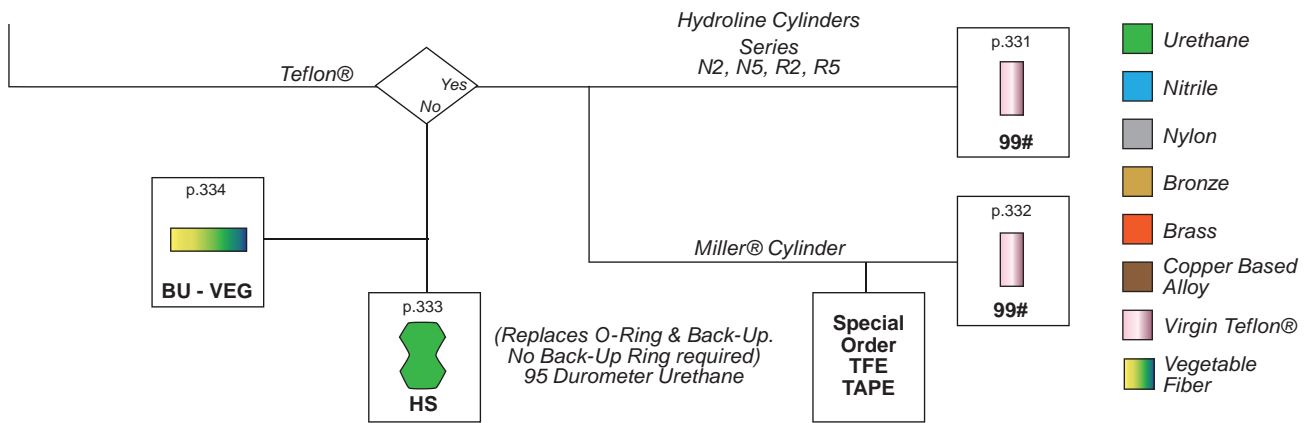 Hydroline Cylinders
Series
N2, N5, R2, R5
Teflon®
Yes
No
p.331
99#
p.334
BU - VEG
p.332
99#
Miller® Cylinder
p.333
HS
(Replaces O-Ring & Back-Up.
No Back-Up Ring required)
95 Durometer Urethane
Special
Order
TFE
TAPE
Urethane
Nitrile
Nylon
Bronze
Brass
Copper Based
Alloy
Virgin Teflon®
Vegetable
Fiber